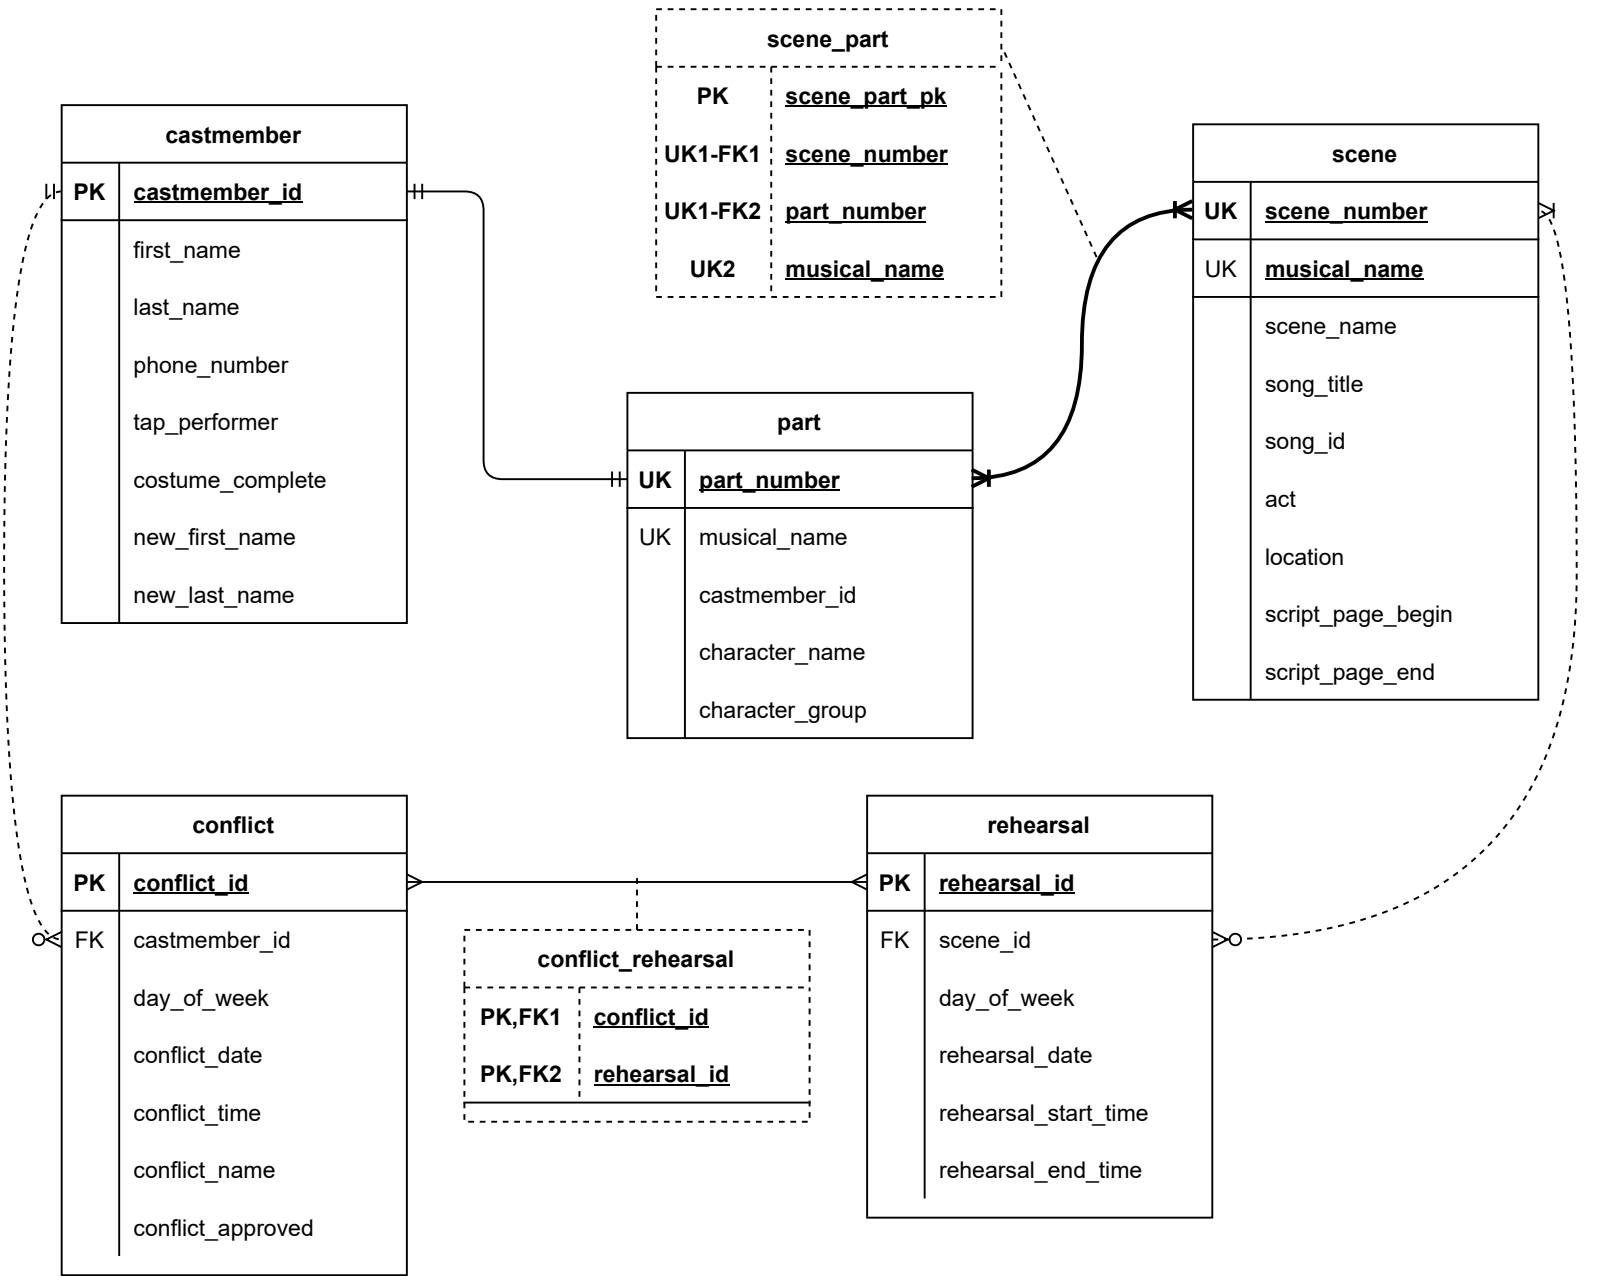 scene_part
PK scene_part_pk
UK1-FK1 scene_number
UK1-FK2 part_number
UK2 musical_name
castmember
PK castmember_id
first_name
last_name
phone_number
tap_performer
costume_complete
new_first_name
new_last_name
scene
UK scene_number
UK musical_name
scene_name
song_title
song_id
act
location
script_page_begin
script_page_end
part
UK part_number
UK musical_name
castmember_id
character_name
character_group
conflict
PK conflict_id
FK castmember_id
day_of_week
conflict_date
conflict_time
conflict_name
conflict_approved
conflict_rehearsal
PK,FK1 conflict_id
PK,FK2 rehearsal_id
rehearsal
PK rehearsal_id
FK scene_id
day_of_week
rehearsal_date
rehearsal_start_time
rehearsal_end_time